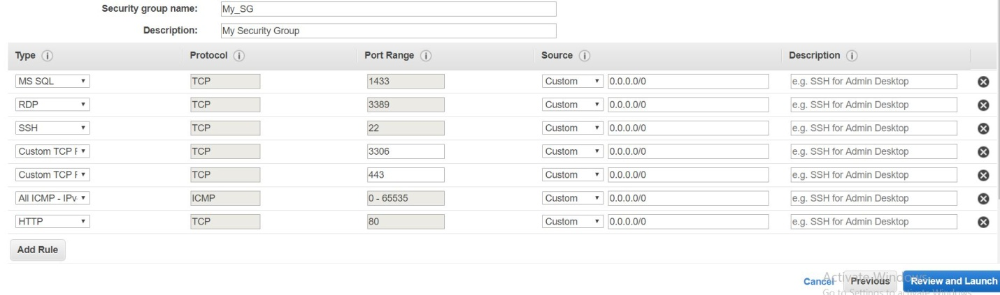 Security group name: My_SG
Description: My Security Group
Type i Protocol i Port Range i Source i Description i
MS SQL TCP 1433 Custom 0.0.0.0/0 e.g. SSH for Admin Desktop
RDP TCP 3389 Custom 0.0.0.0/0 e.g. SSH for Admin Desktop
SSH TCP 22 Custom 0.0.0.0/0 e.g. SSH for Admin Desktop
Custom TCP F TCP 3306 Custom 0.0.0.0/0 e.g. SSH for Admin Desktop
Custom TCP F TCP 443 Custom 0.0.0.0/0 e.g. SSH for Admin Desktop
All ICMP - IPv ICMP 0 - 65535 Custom 0.0.0.0/0 e.g. SSH for Admin Desktop
HTTP TCP 80 Custom 0.0.0.0/0 e.g. SSH for Admin Desktop
Add Rule
Cancel Previous Review and Launch
Activate Windows
Go to Settings to activate Windows.